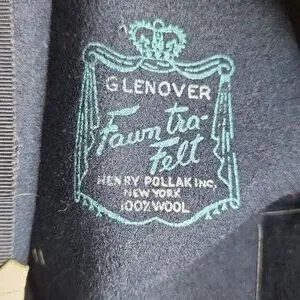 GLENOVER
Fawn tra-
Felt
HENRY POLLAK INC,
NEW YORK
100% WOOL